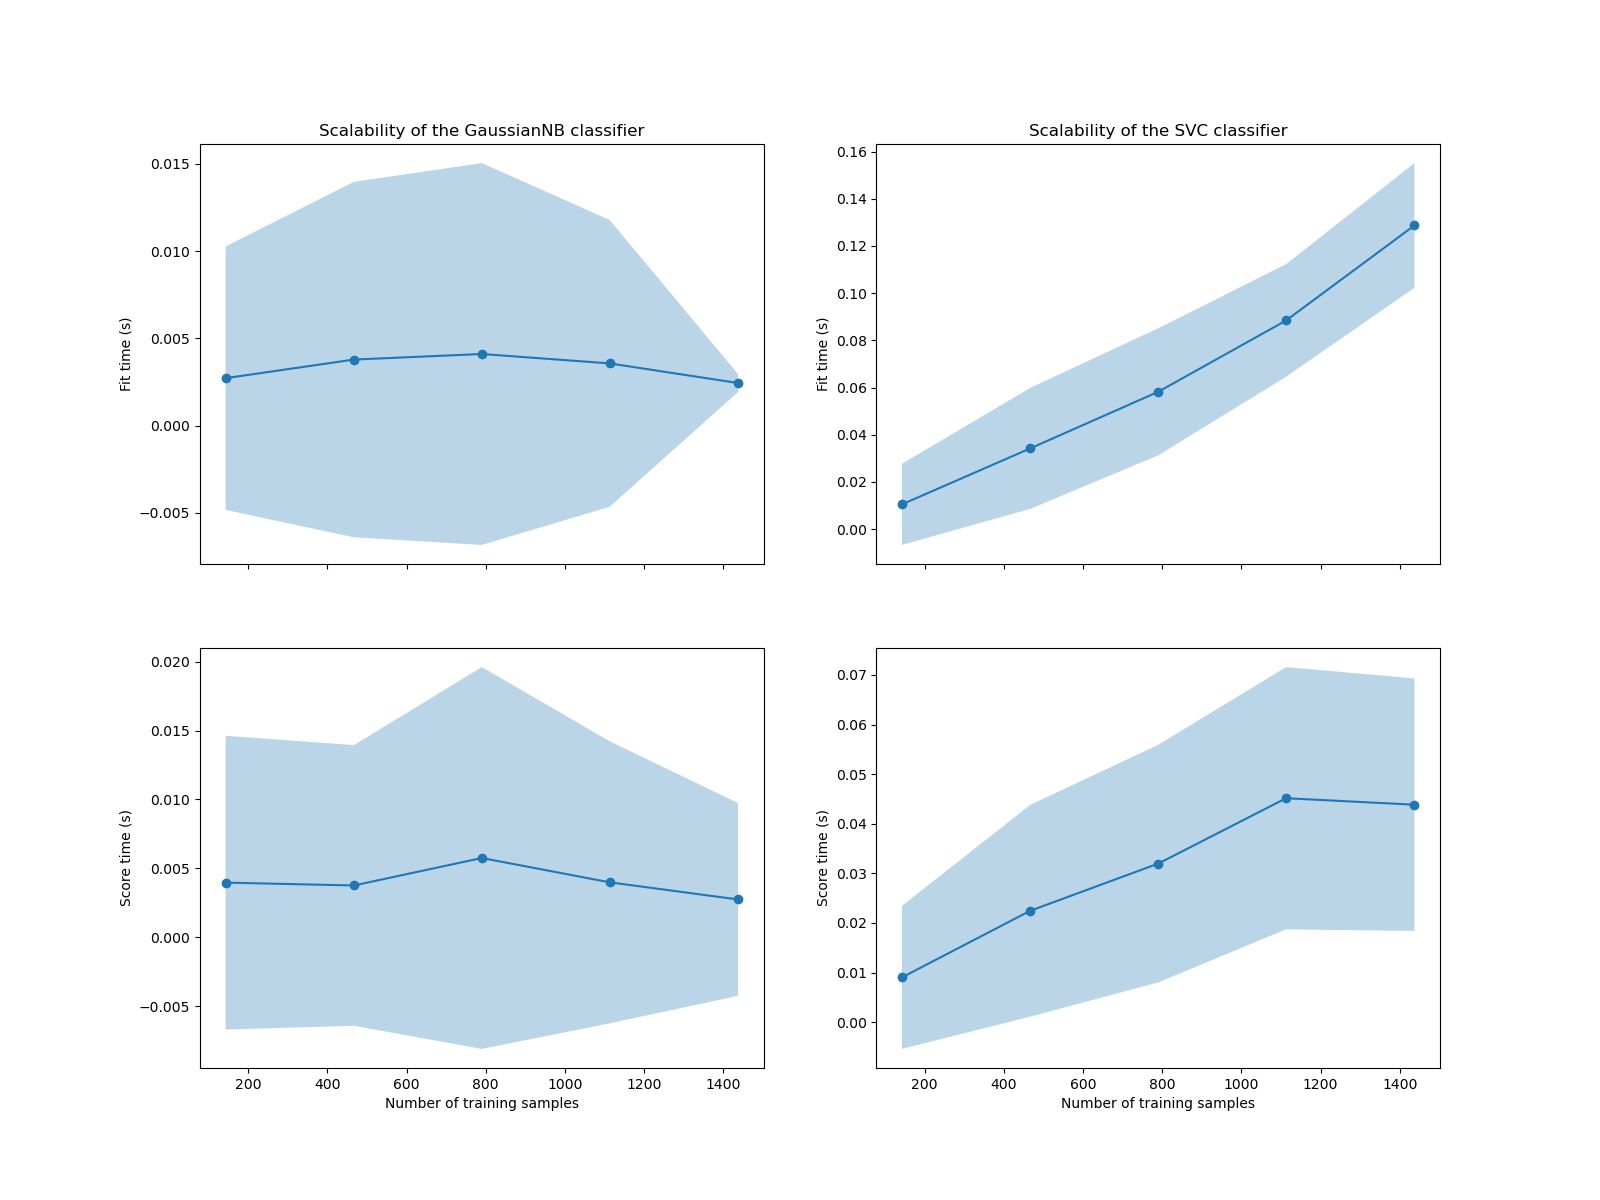 Scalability of the GaussianNB classifier
0.015
0.010
0.005
0.000
−0.005
Fit time (s)
Scalability of the SVC classifier
0.16
0.14
0.12
0.10
0.08
0.06
0.04
0.02
0.00
Fit time (s)
0.020
0.015
0.010
0.005
0.000
−0.005
Score time (s)
200 400 600 800 1000 1200 1400
Number of training samples
0.07
0.06
0.05
0.04
0.03
0.02
0.01
0.00
Score time (s)
200 400 600 800 1000 1200 1400
Number of training samples